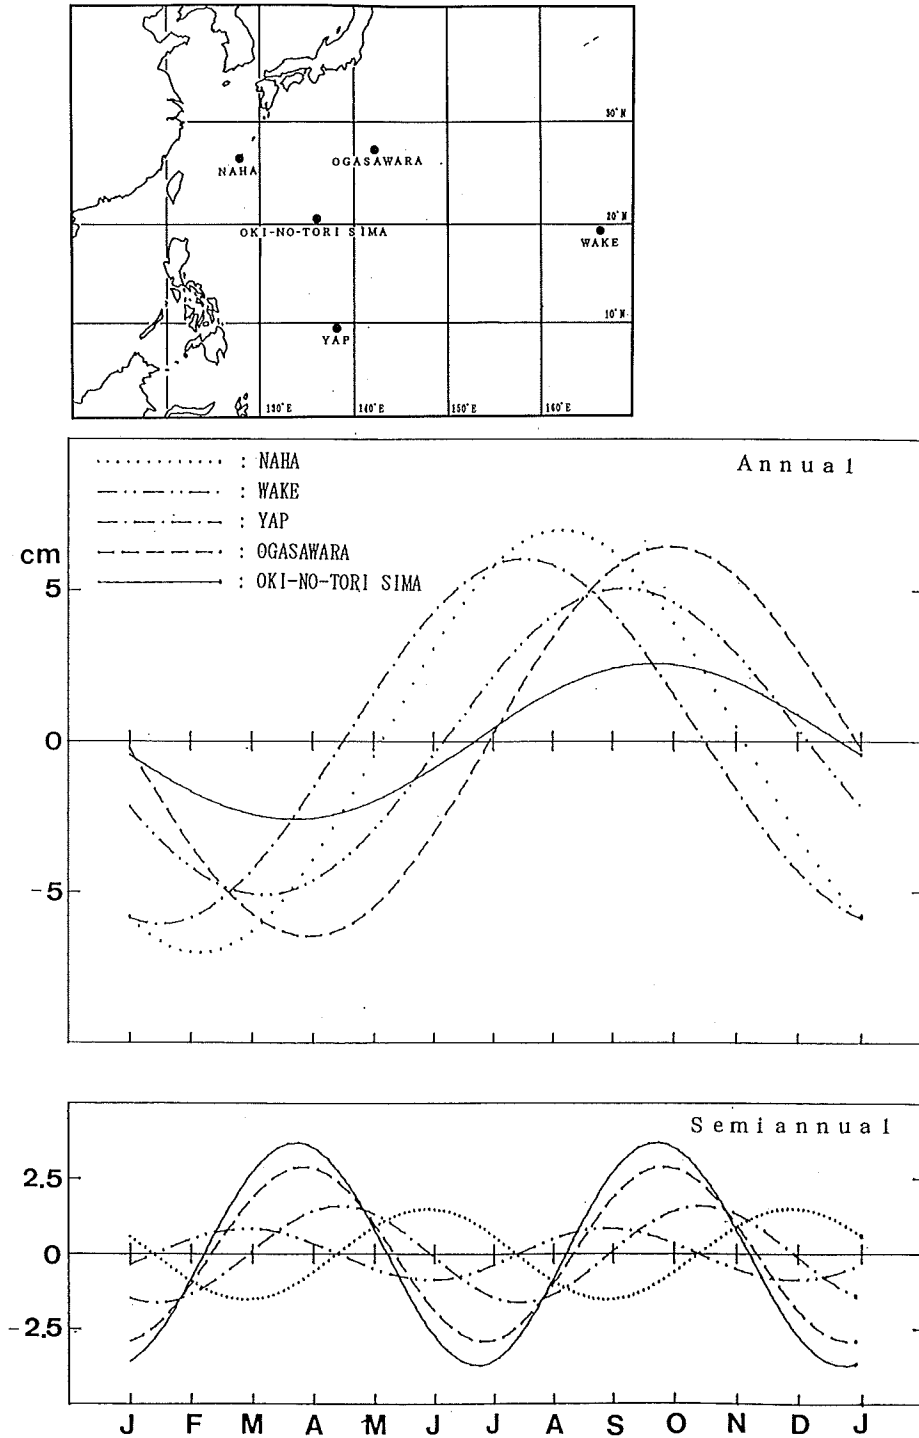 30°N
NAHA
OGASAWARA
20°N
OKI-NO-TORI SIMA
WAKE
10°N
YAP
130°E
140°E
150°E
140°E
Annual
: NAHA
: WAKE
: YAP
: OGASAWARA
: OKI-NO-TORI SIMA
cm
5
0
-5
Semiannual
2.5
0
-2.5
J F M A M J J A S O N D J